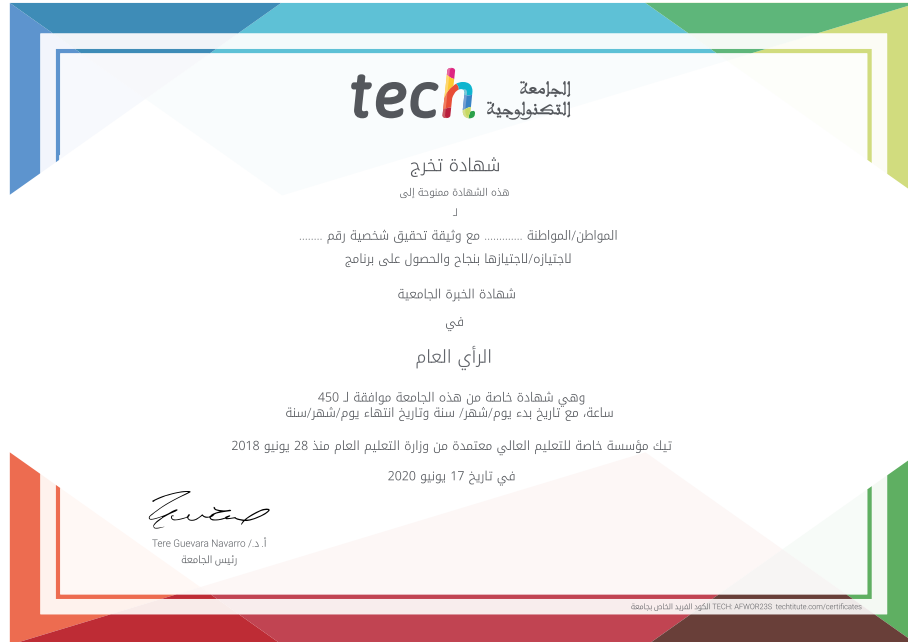 tech الجامعة
التكنولوجية
شهادة تخرج
هذه الشهادة ممنوحة إلى
لـ
المواطن/المواطنة ............. مع وثيقة تحقيق شخصية رقم ........
لاجتيازه/لاجتيازها بنجاح والحصول على برنامج
شهادة الخبرة الجامعية
في
الرأي العام
وهي شهادة خاصة من هذه الجامعة موافقة لـ 450
ساعة، مع تاريخ بدء يوم/شهر/ سنة وتاريخ انتهاء يوم/شهر/سنة
تيك مؤسسة خاصة للتعليم العالي معتمدة من وزارة التعليم العام منذ 28 يونيو 2018
في تاريخ 17 يونيو 2020
أ. د./ Tere Guevara Navarro
رئيس الجامعة
الكود الفريد الخاص بجامعة TECH: AFWOR23S techtitute.com/certificates